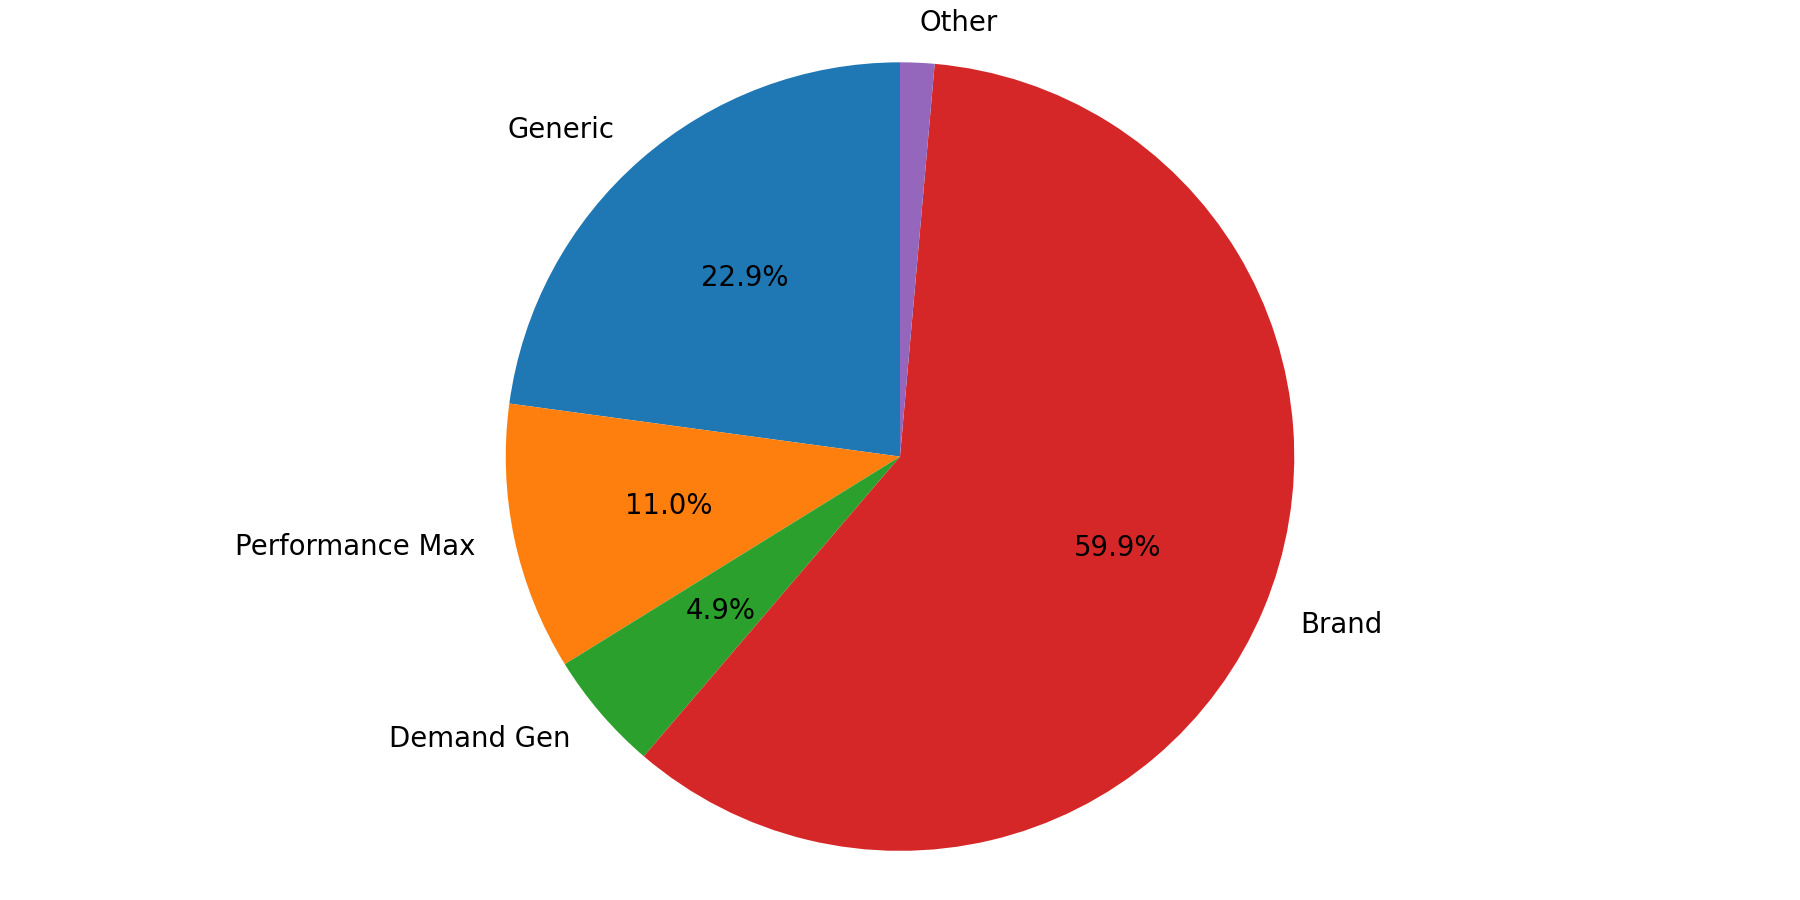 Other
Generic
22.9%
11.0%
Performance Max
59.9%
4.9%
Brand
Demand Gen